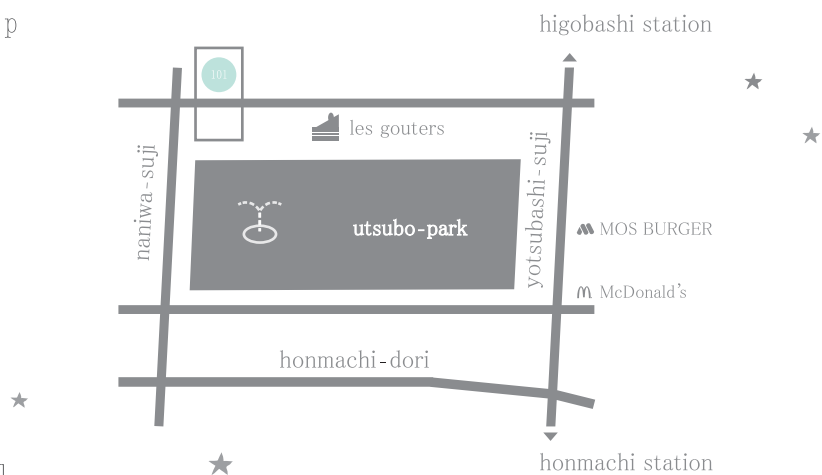 p
higobashi station
101
les gouters
naniwa-suji
yotsubashi-suji
utsubo-park
MOS BURGER
McDonald's
honmachi-dori
honmachi station